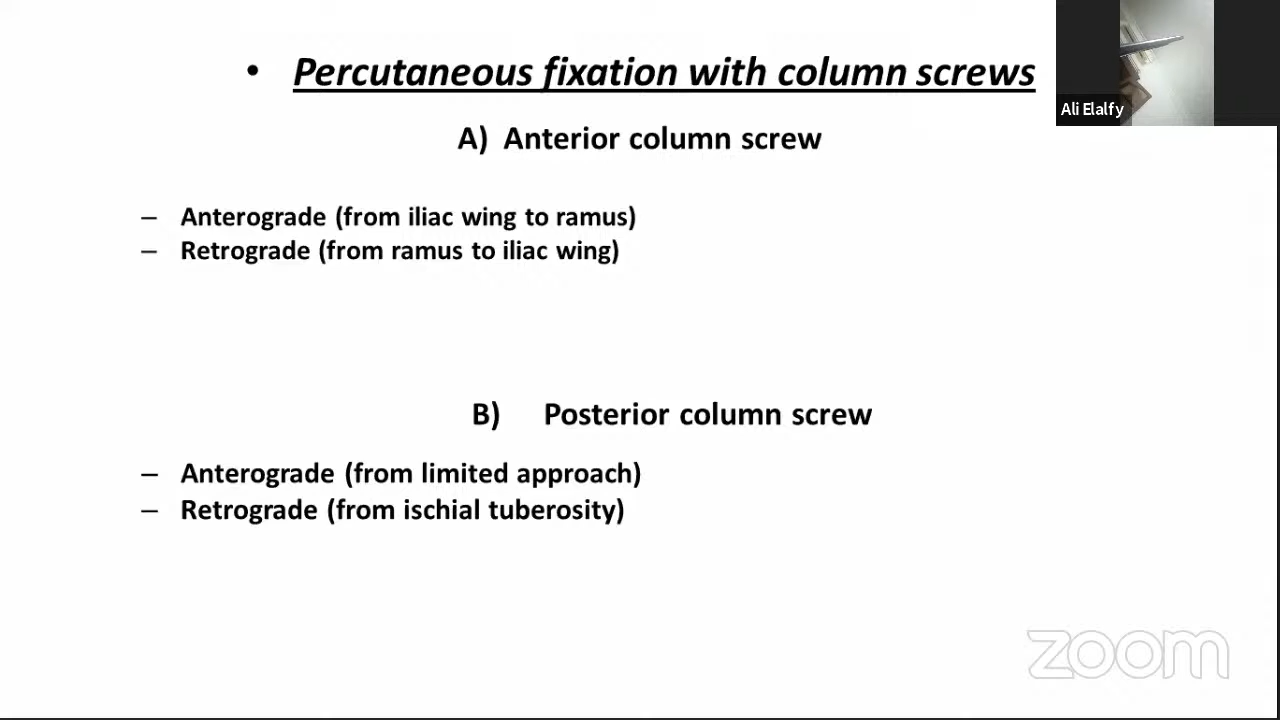 • Percutaneous fixation with column screws
Ali Elalfy
A) Anterior column screw
– Anterograde (from iliac wing to ramus)
– Retrograde (from ramus to iliac wing)
B) Posterior column screw
– Anterograde (from limited approach)
– Retrograde (from ischial tuberosity)
zoom